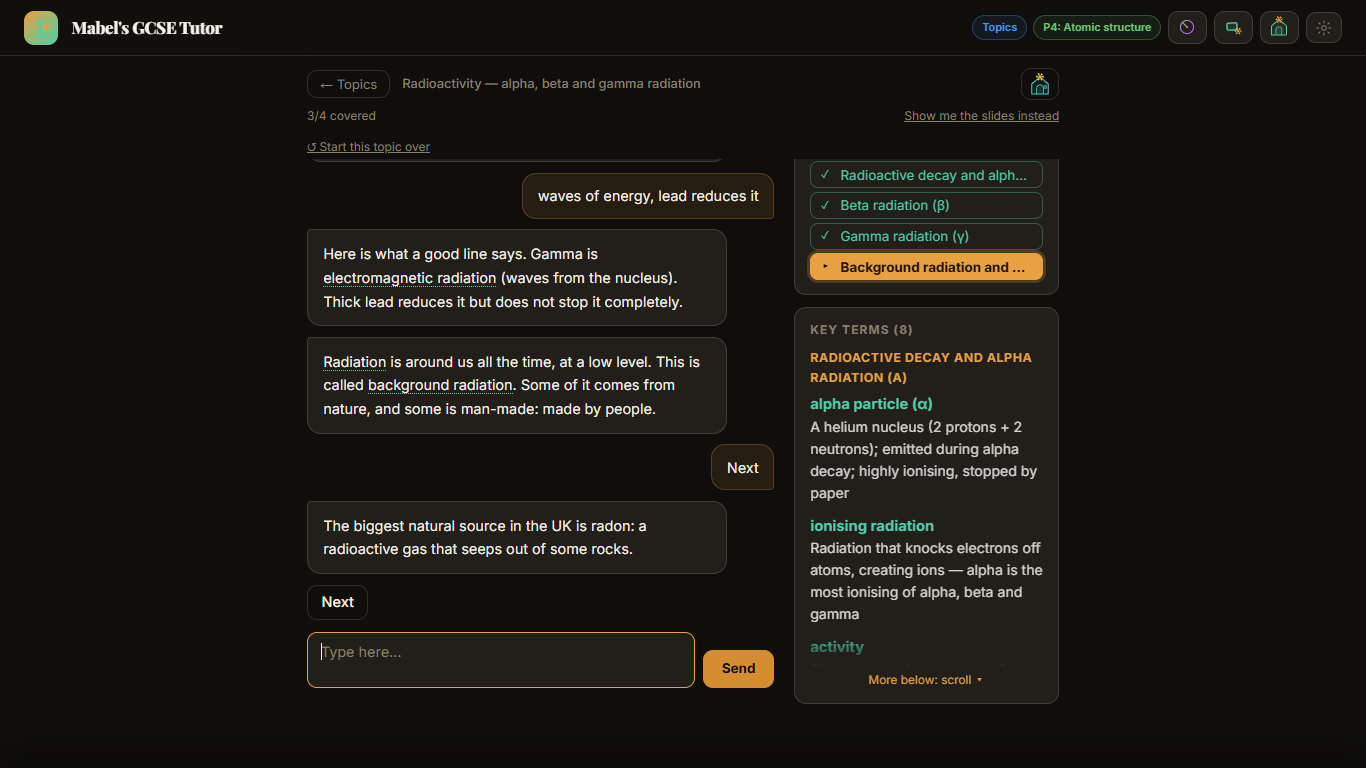 Mabel's GCSE Tutor
Topics
P4: Atomic structure
← Topics
Radioactivity — alpha, beta and gamma radiation
3/4 covered
Show me the slides instead
↺ Start this topic over
waves of energy, lead reduces it
Here is what a good line says. Gamma is
electromagnetic radiation (waves from the nucleus).
Thick lead reduces it but does not stop it completely.
Radiation is around us all the time, at a low level. This is
called background radiation. Some of it comes from
nature, and some is man-made: made by people.
Next
The biggest natural source in the UK is radon: a
radioactive gas that seeps out of some rocks.
Next
Type here...
Send
✓ Radioactive decay and alph...
✓ Beta radiation (β)
✓ Gamma radiation (γ)
‣ Background radiation and ...
KEY TERMS (8)
RADIOACTIVE DECAY AND ALPHA
RADIATION (Α)
alpha particle (α)
A helium nucleus (2 protons + 2
neutrons); emitted during alpha
decay; highly ionising, stopped by
paper
ionising radiation
Radiation that knocks electrons off
atoms, creating ions — alpha is the
most ionising of alpha, beta and
gamma
activity
More below: scroll ▾